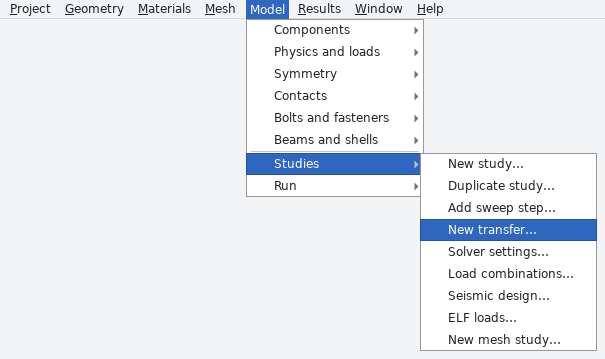 Project Geometry Materials Mesh Model Results Window Help
Components
Physics and loads
Symmetry
Contacts
Bolts and fasteners
Beams and shells
Studies
Run
New study...
Duplicate study...
Add sweep step...
New transfer...
Solver settings...
Load combinations...
Seismic design...
ELF loads...
New mesh study...